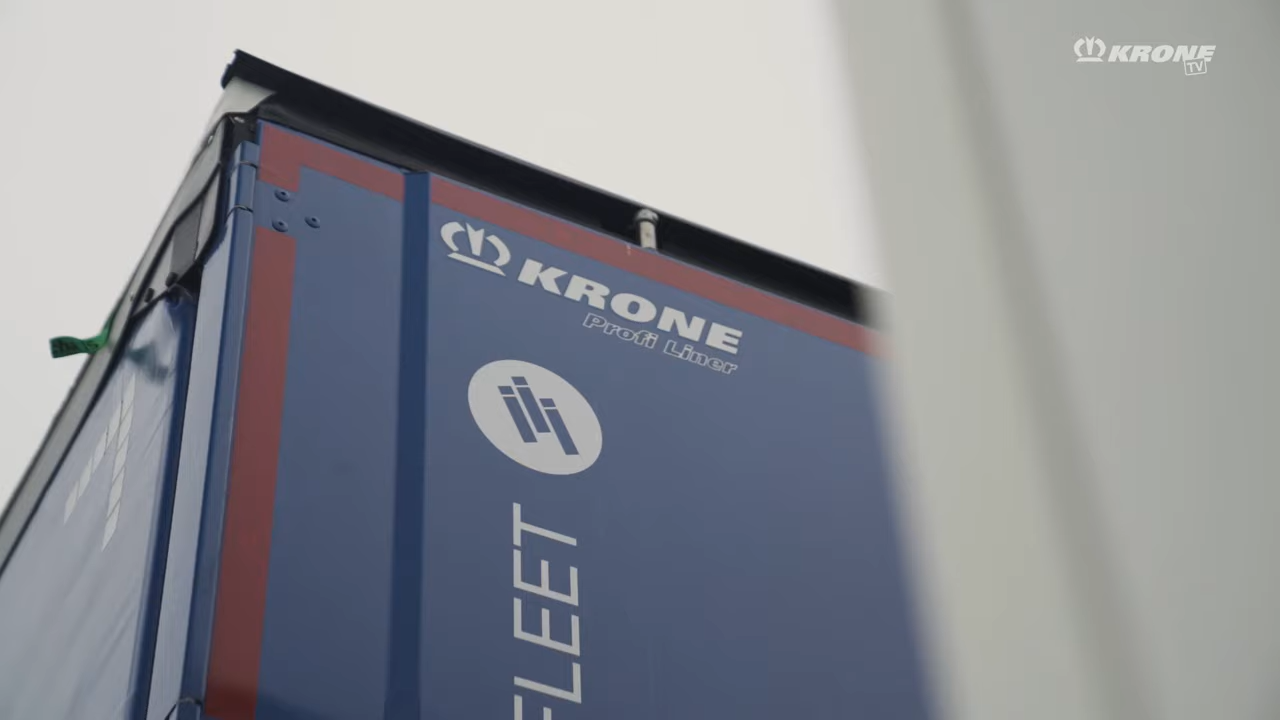 KRONE
TV
KRONE
Profi Liner
FLEET